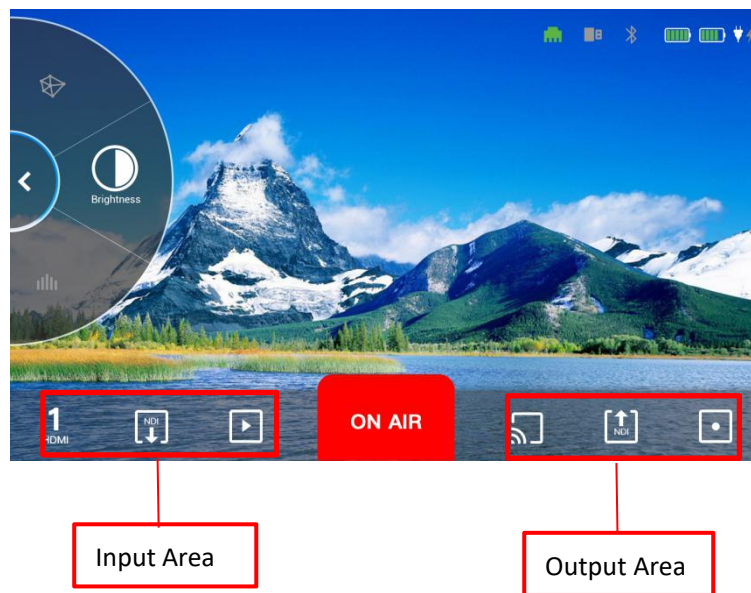 Brightness
1
HDMI
NDI
ON AIR
NDI
Input Area
Output Area